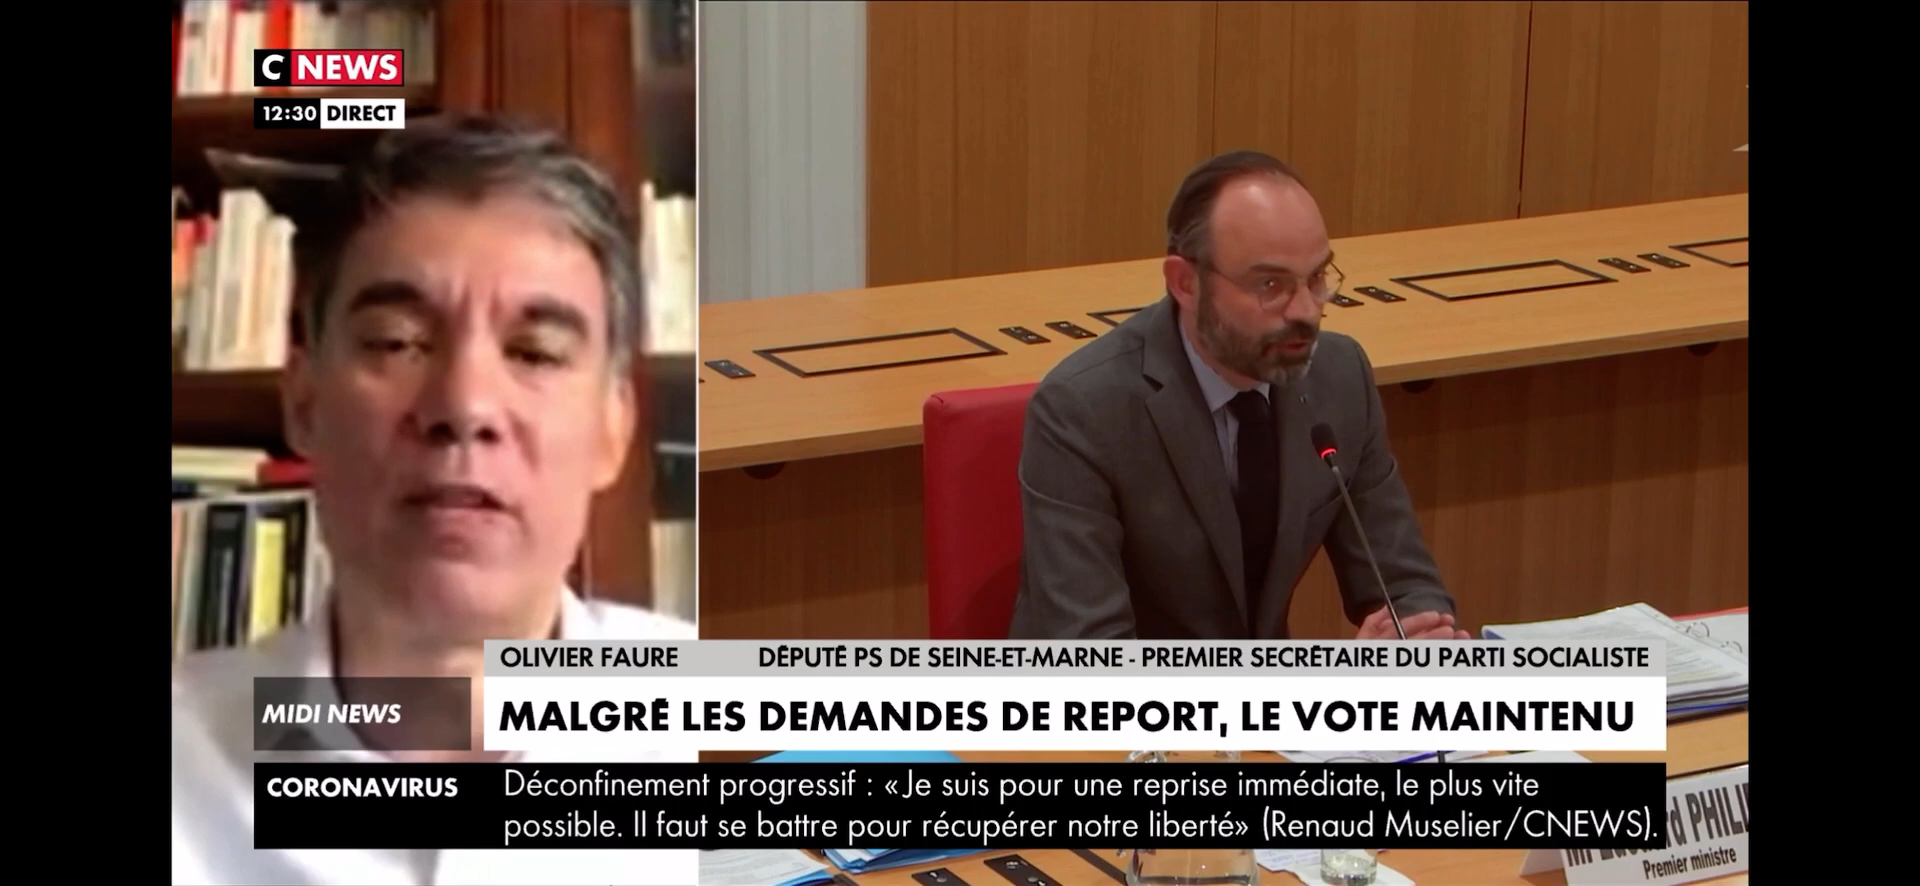 C NEWS
12:30 DIRECT
OLIVIER FAURE
DÉPUTÉ PS DE SEINE-ET-MARNE - PREMIER SECRÉTAIRE DU PARTI SOCIALISTE
MIDI NEWS
MALGRÉ LES DEMANDES DE REPORT, LE VOTE MAINTENU
CORONAVIRUS
Déconfinement progressif : «Je suis pour une reprise immédiate, le plus vite
possible. Il faut se battre pour récupérer notre liberté» (Renaud Muselier/CNEWS).
Premier ministre